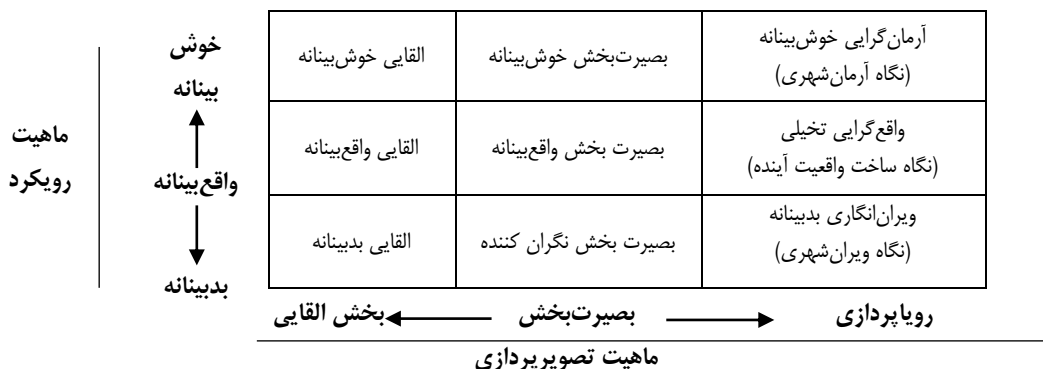 آرمان‌گرایی خوش‌بینانه
(نگاه آرمان‌شهری)
بصیرت‌بخش خوش‌بینانه
القایی خوش‌بینانه
خوش
بینانه
واقع‌گرایی تخیلی
(نگاه ساخت واقعیت آینده)
بصیرت بخش واقع‌بینانه
القایی واقع‌بینانه
واقع‌بینانه
ماهیت
رویکرد
ویران‌انگاری بدبینانه
(نگاه ویران‌شهری)
بصیرت بخش نگران کننده
القایی بدبینانه
بدبینانه
رویاپردازی
بصیرت‌بخش
بخش القایی
ماهیت تصویرپردازی